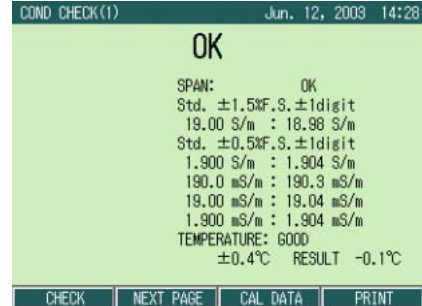 COND CHECK(1) Jun. 12, 2003 14:28
OK
SPAN: OK
Std. ±1.5%F.S.±1digit
19.00 S/m : 18.98 S/m
Std. ±0.5%F.S.±1digit
1.900 S/m : 1.904 S/m
190.0 mS/m : 190.3 mS/m
19.00 mS/m : 19.04 mS/m
1.900 mS/m : 1.904 mS/m
TEMPERATURE: GOOD
±0.4℃ RESULT -0.1℃
CHECK NEXT PAGE CAL DATA PRINT